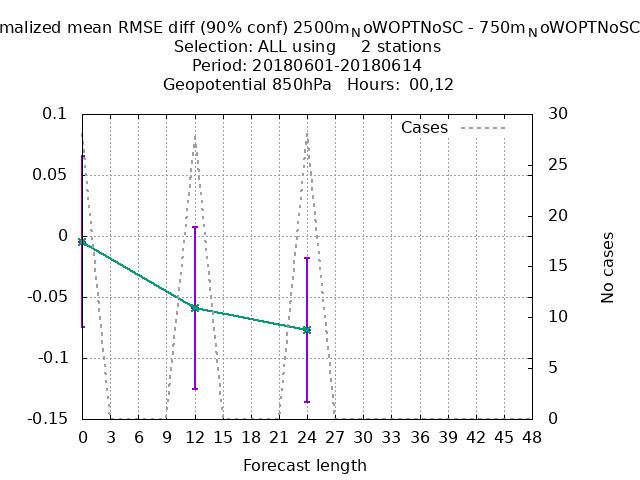 malized mean RMSE diff (90% conf) 2500mNoWOPTNoSC - 750mNoWOPTNoSC
Selection: ALL using 2 stations
Period: 20180601-20180614
Geopotential 850hPa Hours: 00,12
0.1
0.05
0
-0.05
-0.1
-0.15
Cases
30
25
20
15
10
5
0
No cases
0 3 6 9 12 15 18 21 24 27 30 33 36 39 42 45 48
Forecast length